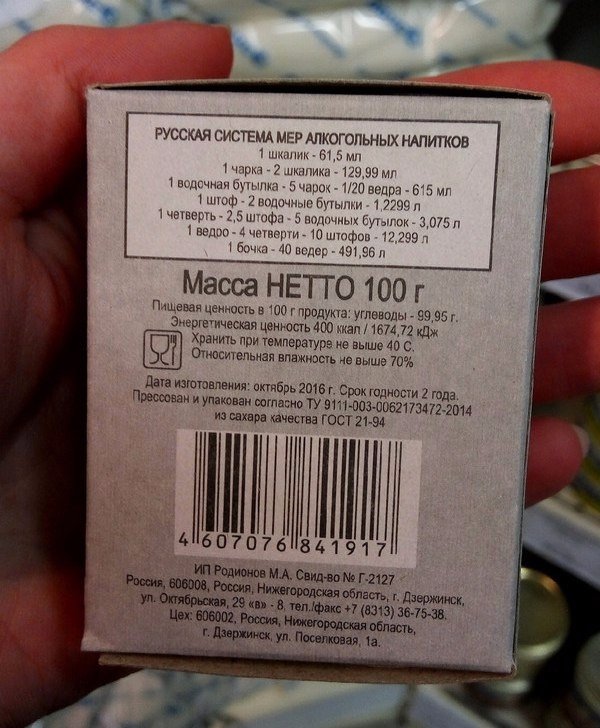 РУССКАЯ СИСТЕМА МЕР АЛКОГОЛЬНЫХ НАПИТКОВ
1 шкалик - 61,5 мл
1 чарка - 2 шкалика - 129,99 мл
1 водочная бутылка - 5 чарок - 1/20 ведра - 615 мл
1 штоф - 2 водочные бутылки - 1,2299 л
1 четверть - 2,5 штофа - 5 водочных бутылок - 3,075 л
1 ведро - 4 четверти - 10 штофов - 12,299 л
1 бочка - 40 ведер - 491,96 л
Масса НЕТТО 100 г
Пищевая ценность в 100 г продукта: углеводы - 99,95 г.
Энергетическая ценность 400 ккал / 1674,72 кДж
Хранить при температуре не выше 40 С.
Относительная влажность не выше 70%
Дата изготовления: октябрь 2016 г. Срок годности 2 года.
Прессован и упакован согласно ТУ 9111-003-0062173472-2014
из сахара качества ГОСТ 21-94
4 607076 841917
ИП Родионов М.А. Свид-во № Г-2127
Россия, 606008, Россия, Нижегородская область, г. Дзержинск,
ул. Октябрьская, 29 «в» - 8. тел./факс +7 (8313) 36-75-38.
Цех: 606002, Россия, Нижегородская область,
г. Дзержинск, ул. Поселковая, 1а.